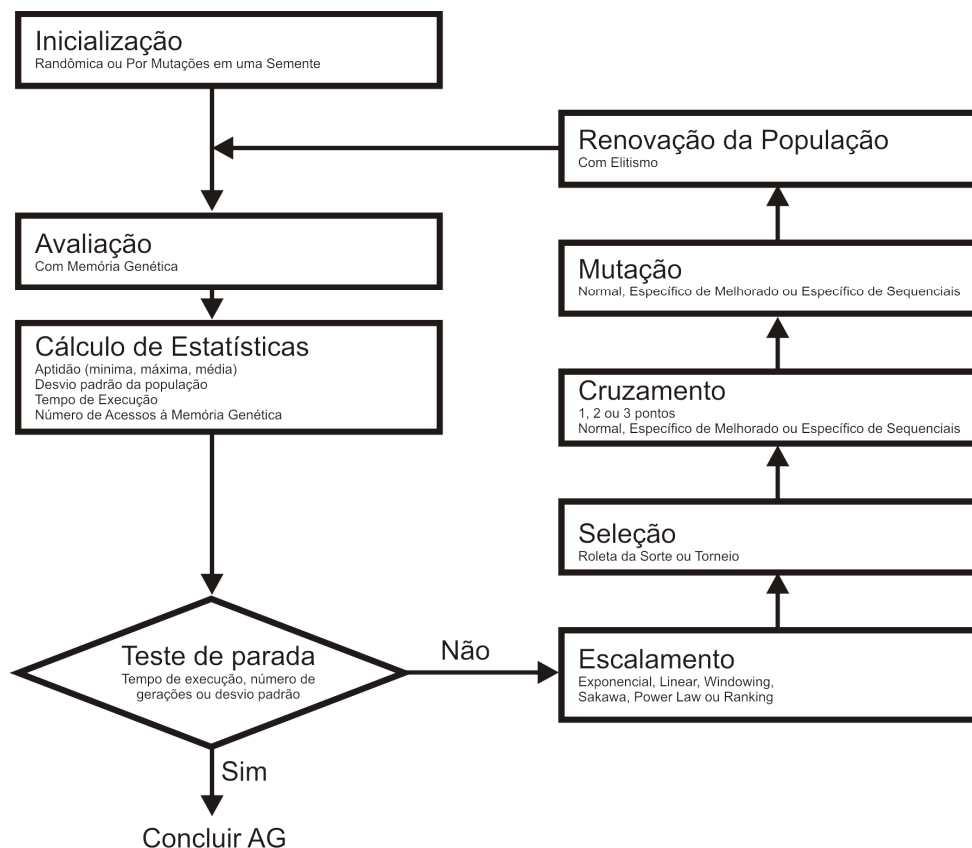 Inicialização
Randômica ou Por Mutações em uma Semente
Avaliação
Com Memória Genética
Cálculo de Estatísticas
Aptidão (minima, máxima, média)
Desvio padrão da população
Tempo de Execução
Número de Acessos à Memória Genética
Teste de parada
Tempo de execução, número de
gerações ou desvio padrão
Sim
Concluir AG
Não
Escalamento
Exponencial, Linear, Windowing,
Sakawa, Power Law ou Ranking
Seleção
Roleta da Sorte ou Torneio
Cruzamento
1, 2 ou 3 pontos
Normal, Específico de Melhorado ou Específico de Sequenciais
Mutação
Normal, Específico de Melhorado ou Específico de Sequenciais
Renovação da População
Com Elitismo